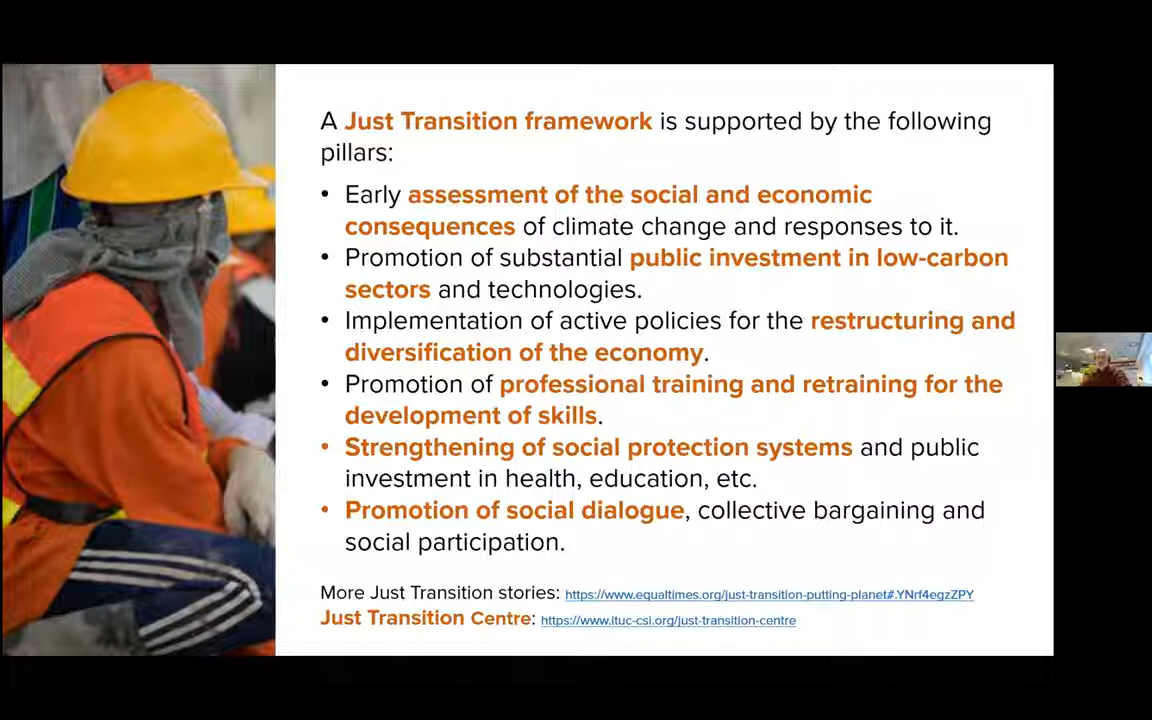 A Just Transition framework is supported by the following
pillars:
• Early assessment of the social and economic
consequences of climate change and responses to it.
• Promotion of substantial public investment in low-carbon
sectors and technologies.
• Implementation of active policies for the restructuring and
diversification of the economy.
• Promotion of professional training and retraining for the
development of skills.
• Strengthening of social protection systems and public
investment in health, education, etc.
• Promotion of social dialogue, collective bargaining and
social participation.
More Just Transition stories: https://www.equaltimes.org/just-transition-putting-planet#.YNrf4egzZPY
Just Transition Centre: https://www.ituc-csi.org/just-transition-centre